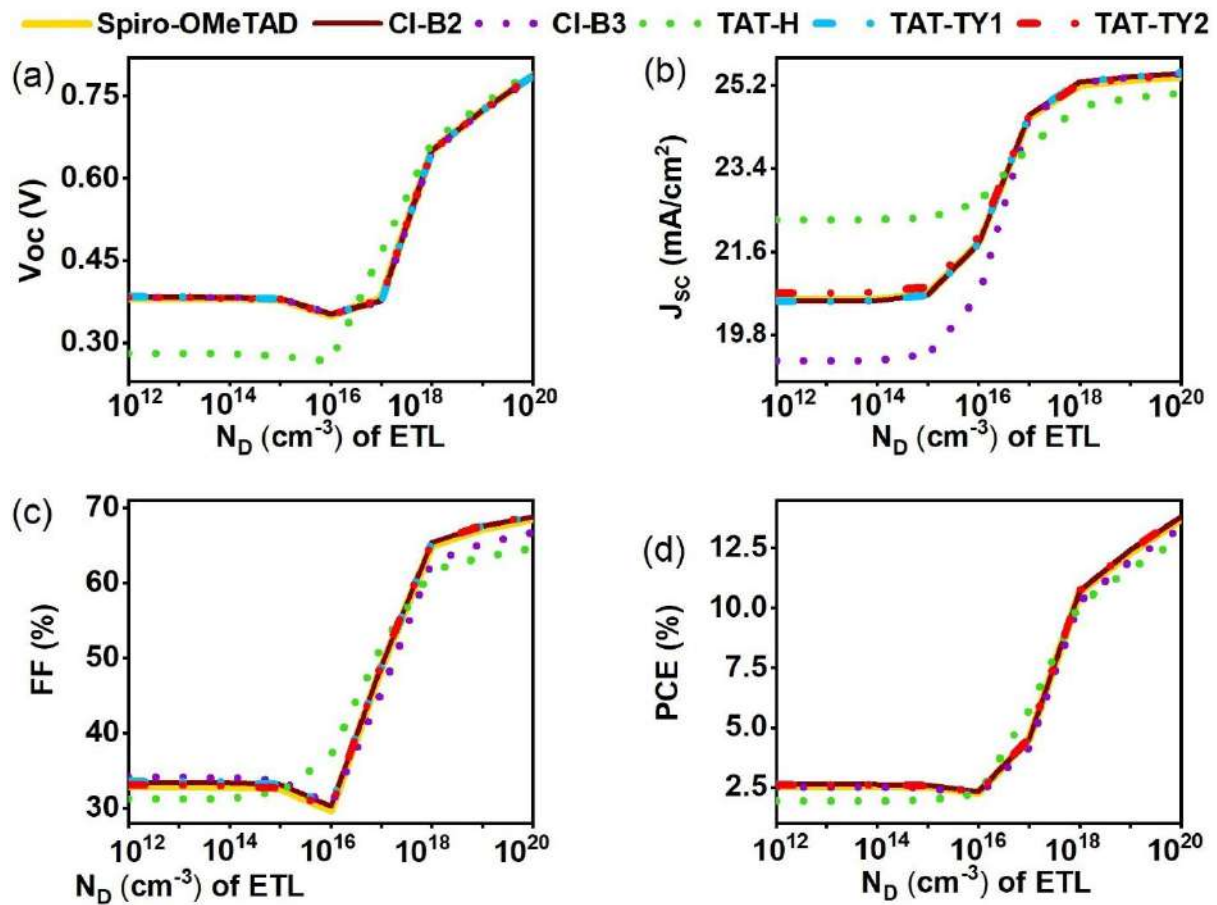 Spiro-OMeTAD CI-B2 CI-B3 TAT-H TAT-TY1 TAT-TY2
(a)
Voc (V)
0.75
0.60
0.45
0.30
10^12 10^14 10^16 10^18 10^20
N_D (cm^-3) of ETL
(b)
J_SC (mA/cm^2)
25.2
23.4
21.6
19.8
10^12 10^14 10^16 10^18 10^20
N_D (cm^-3) of ETL
(c)
FF (%)
70
60
50
40
30
10^12 10^14 10^16 10^18 10^20
N_D (cm^-3) of ETL
(d)
PCE (%)
12.5
10.0
7.5
5.0
2.5
10^12 10^14 10^16 10^18 10^20
N_D (cm^-3) of ETL